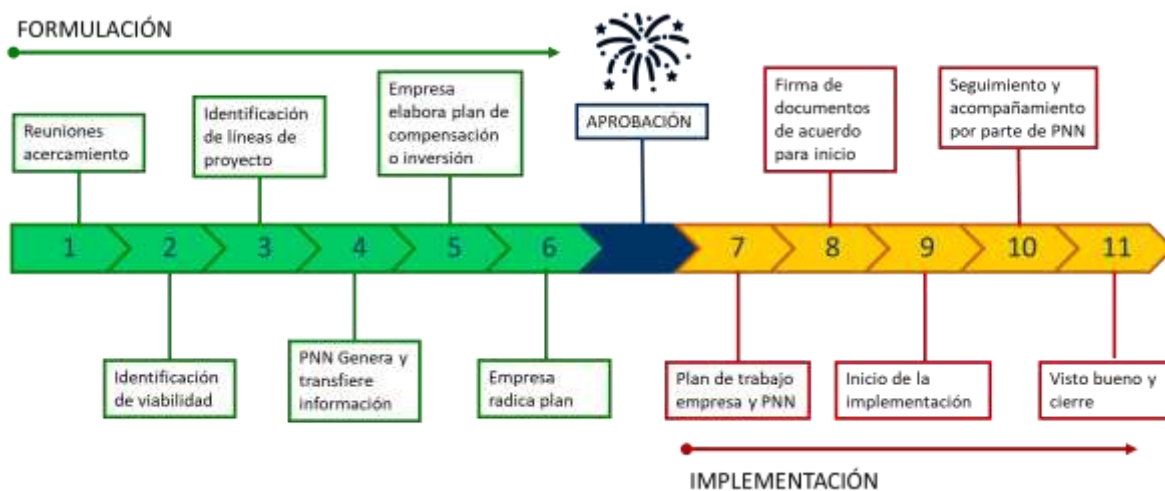 FORMULACIÓN
Reuniones
acercamiento
Identificación
de líneas de
proyecto
Empresa
elabora plan de
compensación
o inversión
APROBACIÓN
Firma de
documentos
de acuerdo
para inicio
Seguimiento y
acompañamiento
por parte de PNN
1 2 3 4 5 6 7 8 9 10 11
Identificación
de viabilidad
PNN Genera y
transfiere
información
Empresa
radica plan
Plan de trabajo
empresa y PNN
Inicio de la
implementación
Visto bueno y
cierre
IMPLEMENTACIÓN